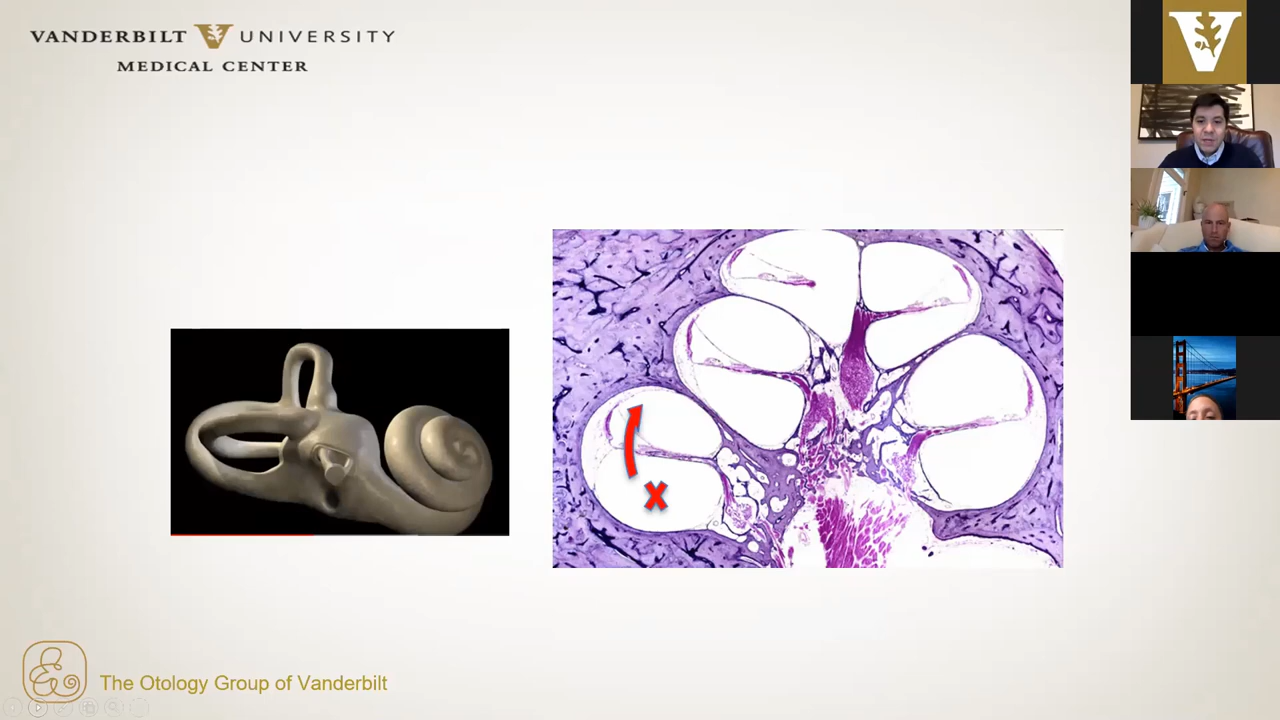 VANDERBILT V UNIVERSITY
MEDICAL CENTER
The Otology Group of Vanderbilt